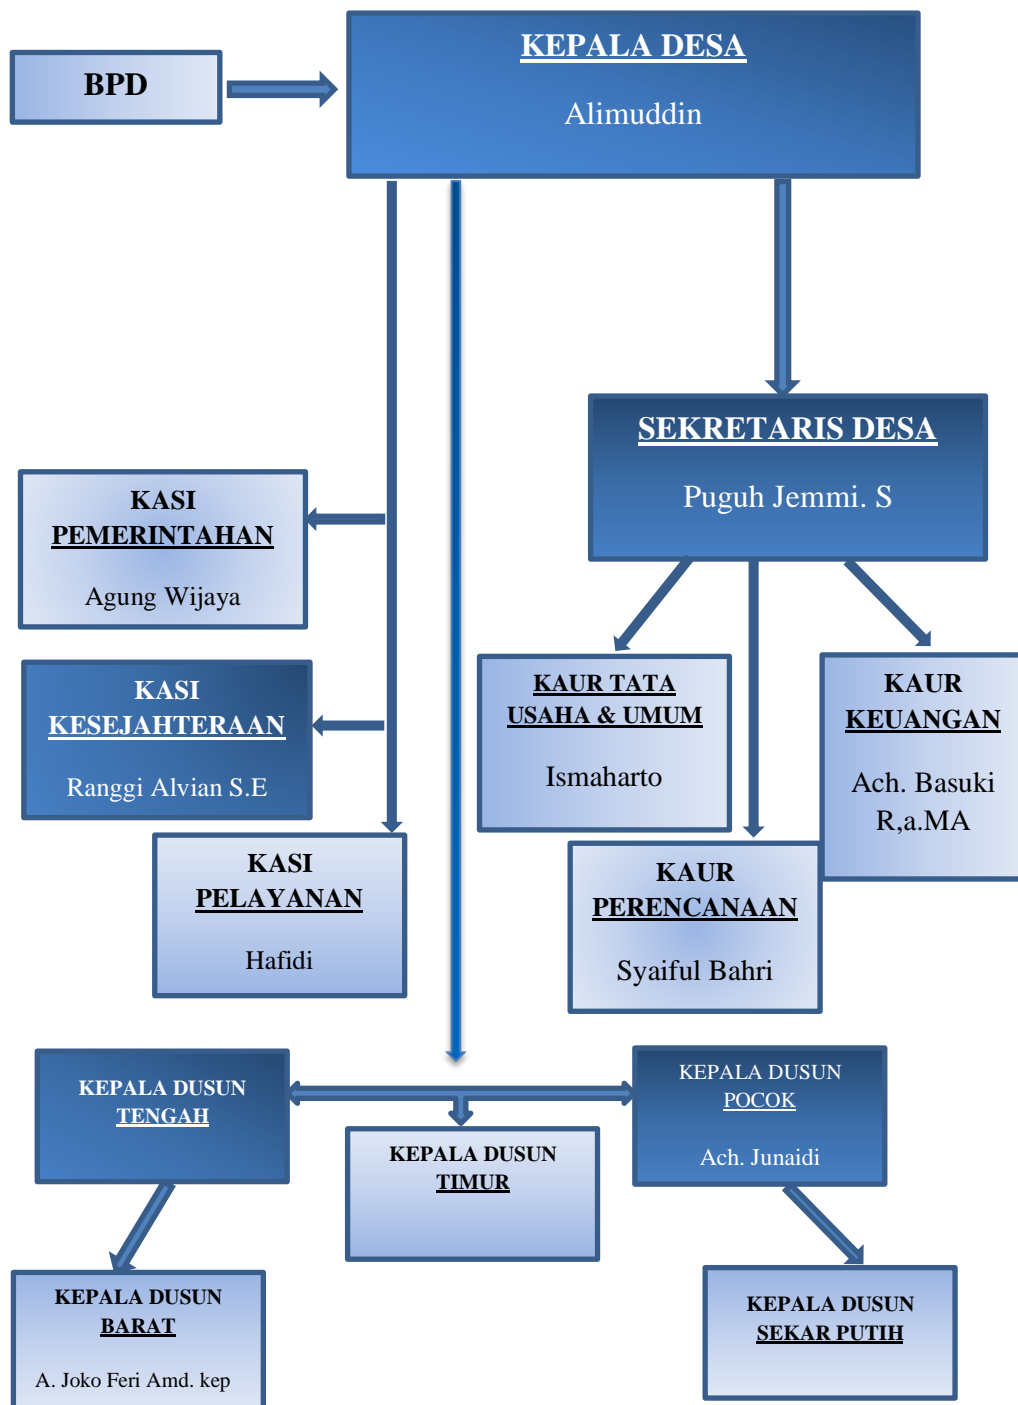 BPD
KEPALA DESA
Alimuddin
SEKRETARIS DESA
Puguh Jemmi. S
KASI
PEMERINTAHAN
Agung Wijaya
KASI
KESEJAHTERAAN
Ranggi Alvian S.E
KASI
PELAYANAN
Hafidi
KAUR TATA
USAHA & UMUM
Ismaharto
KAUR
PERENCANAAN
Syaiful Bahri
KAUR
KEUANGAN
Ach. Basuki
R,a.MA
KEPALA DUSUN
TENGAH
KEPALA DUSUN
TIMUR
KEPALA DUSUN
POCOK
Ach. Junaidi
KEPALA DUSUN
BARAT
A. Joko Feri Amd. kep
KEPALA DUSUN
SEKAR PUTIH